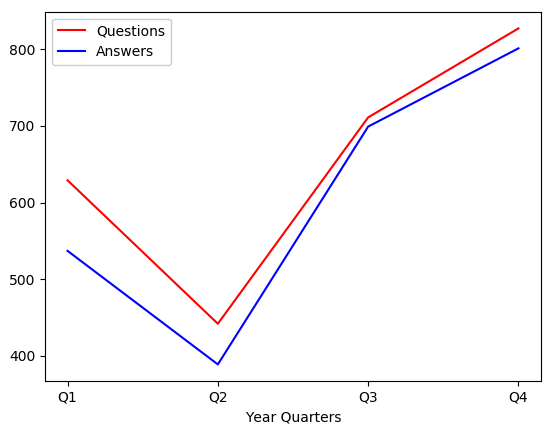 Questions
Answers
800
700
600
500
400
Q1 Q2 Q3 Q4
Year Quarters